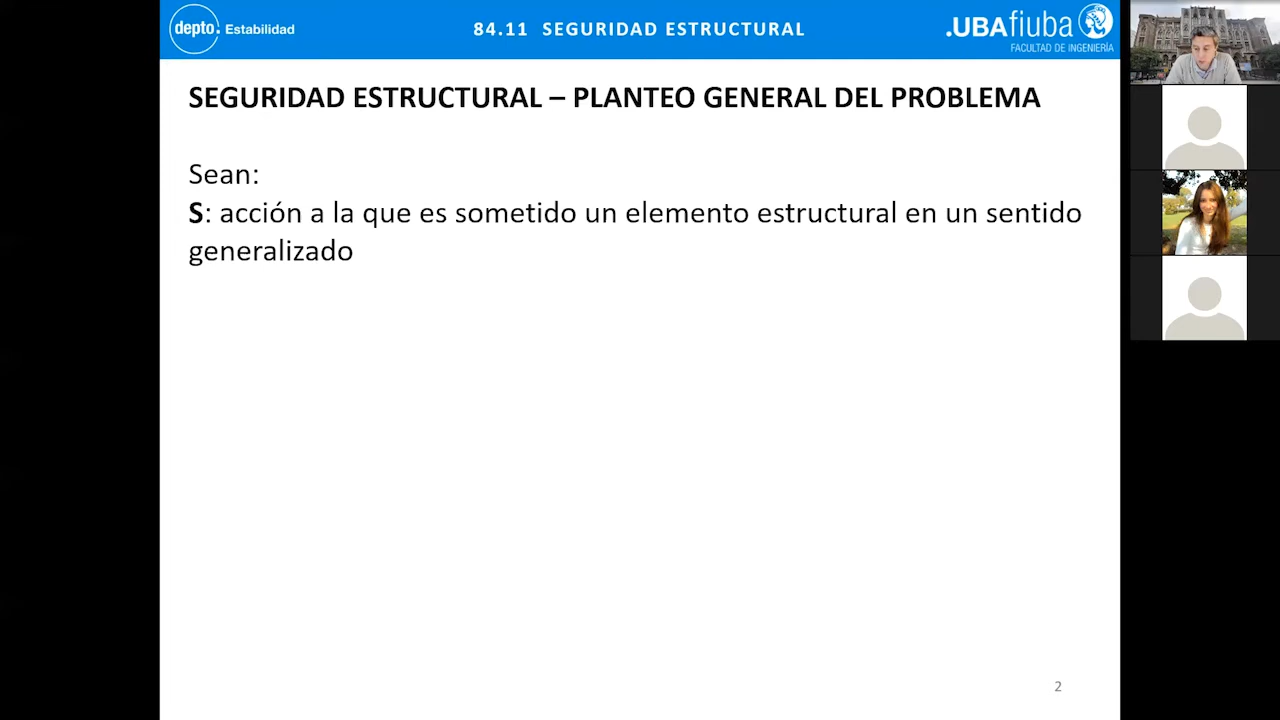 depto. Estabilidad
84.11 SEGURIDAD ESTRUCTURAL
.UBAfiuba
FACULTAD DE INGENIERÍA
SEGURIDAD ESTRUCTURAL – PLANTEO GENERAL DEL PROBLEMA
Sean:
S: acción a la que es sometido un elemento estructural en un sentido
generalizado
2